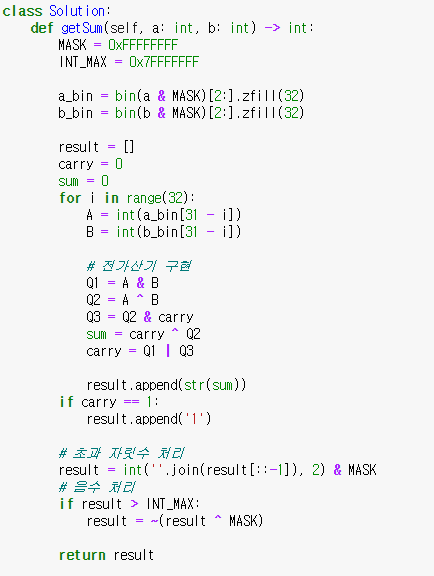 class Solution:
    def getSum(self, a: int, b: int) -> int:
        MASK = 0xFFFFFFFF
        INT_MAX = 0x7FFFFFFF

        a_bin = bin(a & MASK)[2:].zfill(32)
        b_bin = bin(b & MASK)[2:].zfill(32)

        result = []
        carry = 0
        sum = 0
        for i in range(32):
            A = int(a_bin[31 - i])
            B = int(b_bin[31 - i])

            # 전가산기 구현
            Q1 = A & B
            Q2 = A ^ B
            Q3 = Q2 & carry
            sum = carry ^ Q2
            carry = Q1 | Q3

            result.append(str(sum))
        if carry == 1:
            result.append('1')

        # 초과 자릿수 처리
        result = int(''.join(result[::-1]), 2) & MASK
        # 음수 처리
        if result > INT_MAX:
            result = ~(result ^ MASK)

        return result